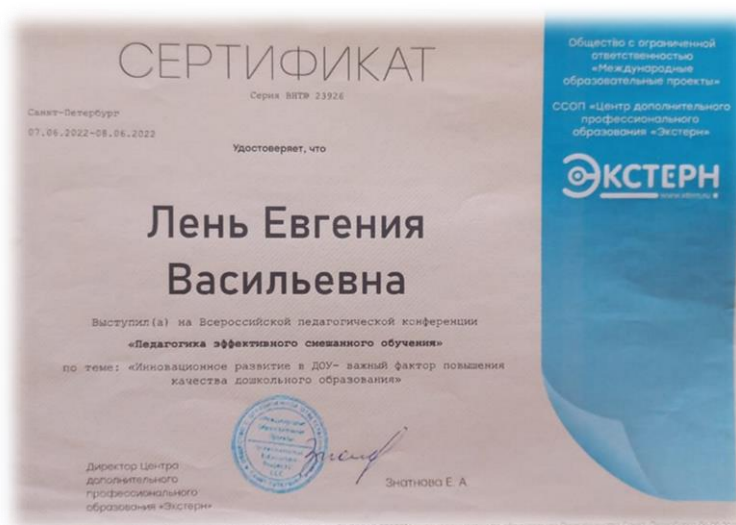 СЕРТИФИКАТ
Серия ВНТ№ 23926
Санкт-Петербург
07.06.2022-08.06.2022
Удостоверяет, что
Лень Евгения
Васильевна
Выступил(а) на Всероссийской педагогической конференции
«Педагогика эффективного смешанного обучения»
по теме: «Инновационное развитие в ДОУ- важный фактор повышения
качества дошкольного образования»
Директор Центра
дополнительного
профессионального
образования «Экстерн»
Знатнова Е. А.
Общество с ограниченной
ответственностью
«Международные
образовательные проекты»
ССОП «Центр дополнительного
профессионального
образования «Экстерн»
ЭКСТЕРН